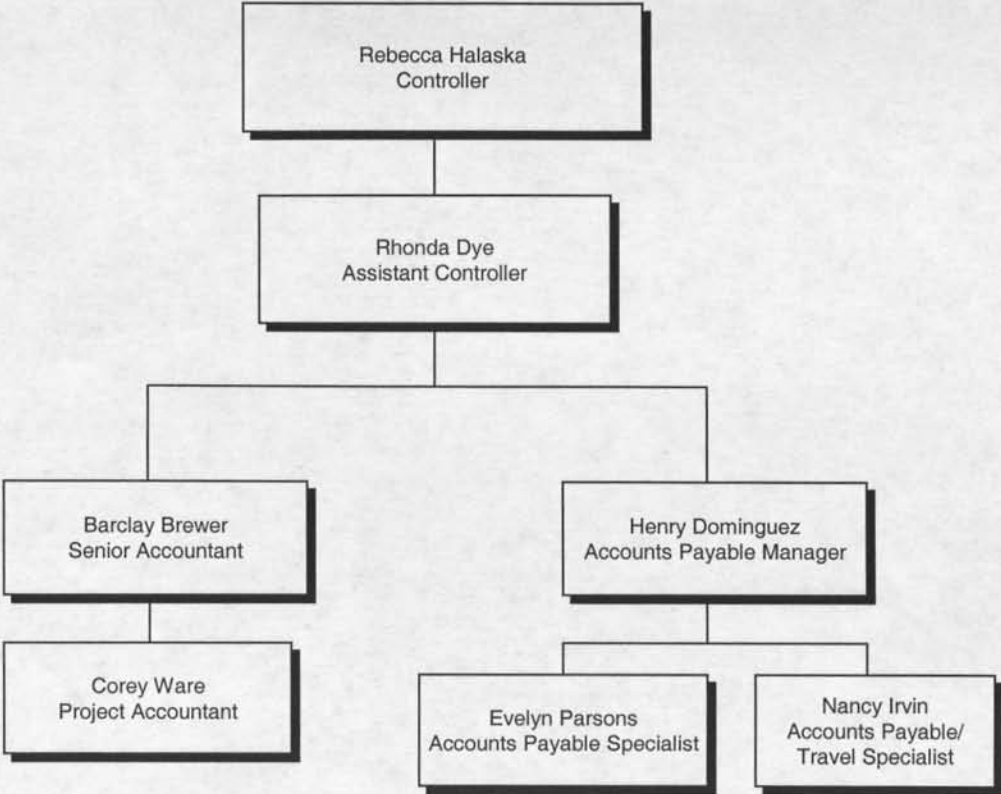 Rebecca Halaska
Controller
Rhonda Dye
Assistant Controller
Barclay Brewer
Senior Accountant
Henry Dominguez
Accounts Payable Manager
Corey Ware
Project Accountant
Evelyn Parsons
Accounts Payable Specialist
Nancy Irvin
Accounts Payable/
Travel Specialist